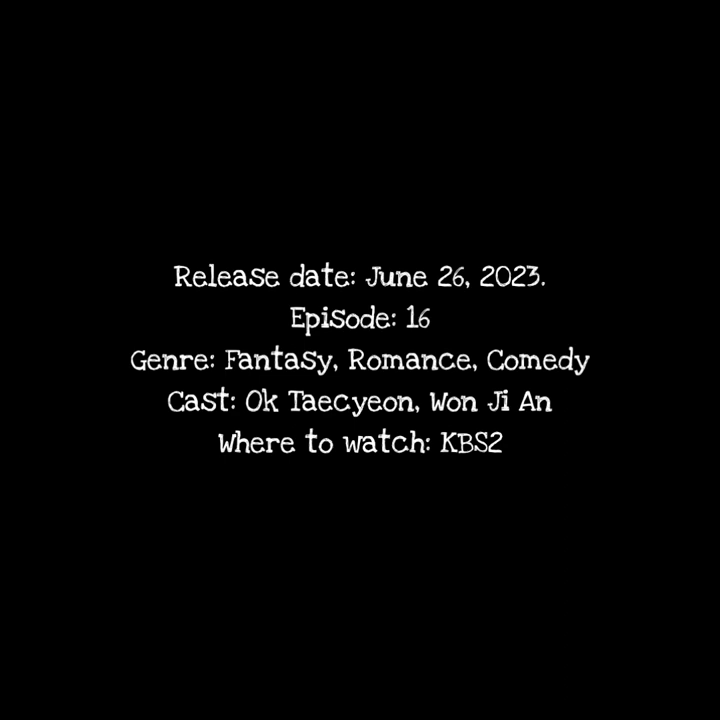 Release date: June 26, 2023.
Episode: 16
Genre: Fantasy, Romance, Comedy
Cast: Ok Taecyeon, Won Ji An
Where to watch: KBS2